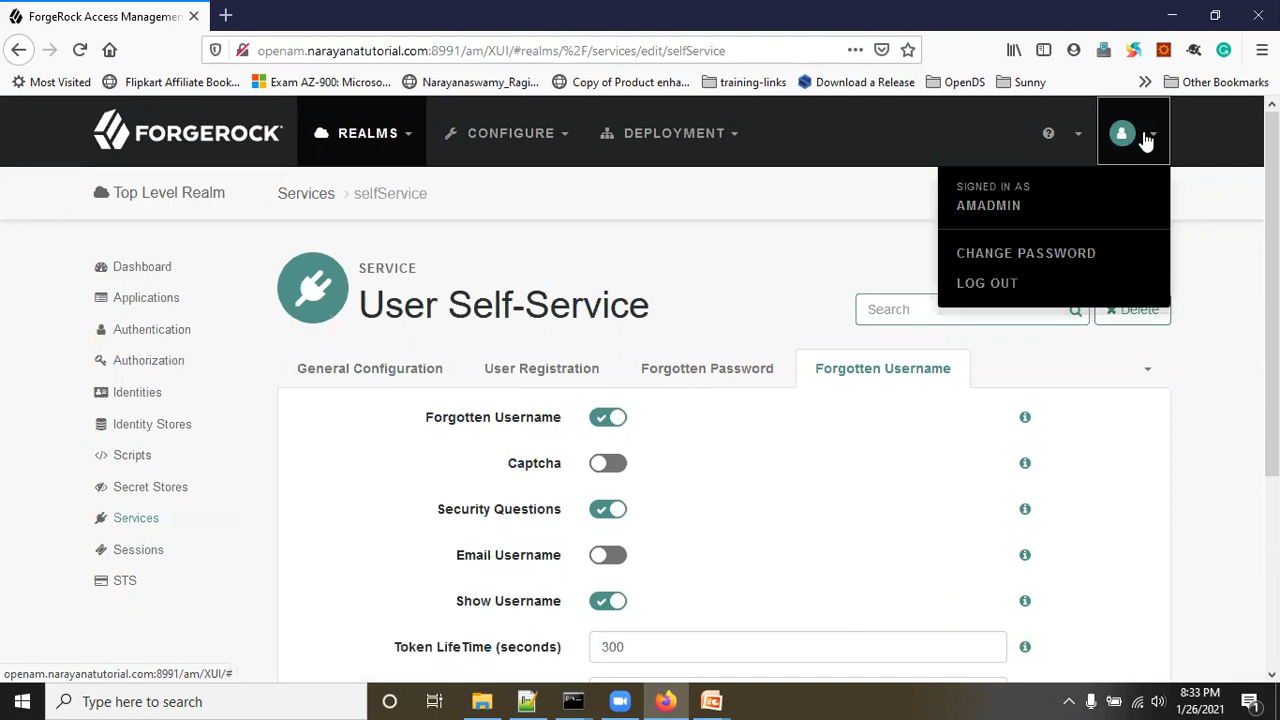 ForgeRock Access Management
openam.narayanatutorial.com:8991/am/XUI/#realms/%2F/services/edit/selfService
Most Visited
Flipkart Affiliate Book...
Exam AZ-900: Microso...
Narayanaswamy_Ragi...
Copy of Product enha...
training-links
Download a Release
OpenDS
Sunny
Other Bookmarks
FORGEROCK
REALMS
CONFIGURE
DEPLOYMENT
SIGNED IN AS
AMADMIN
CHANGE PASSWORD
LOG OUT
Top Level Realm
Services
selfService
Dashboard
Applications
Authentication
Authorization
Identities
Identity Stores
Scripts
Secret Stores
Services
Sessions
STS
SERVICE
User Self-Service
Search
Delete
General Configuration
User Registration
Forgotten Password
Forgotten Username
Forgotten Username
Captcha
Security Questions
Email Username
Show Username
Token LifeTime (seconds)
300
openam.narayanatutorial.com:8991/am/XUI/#
Type here to search
8:33 PM
1/26/2021
1